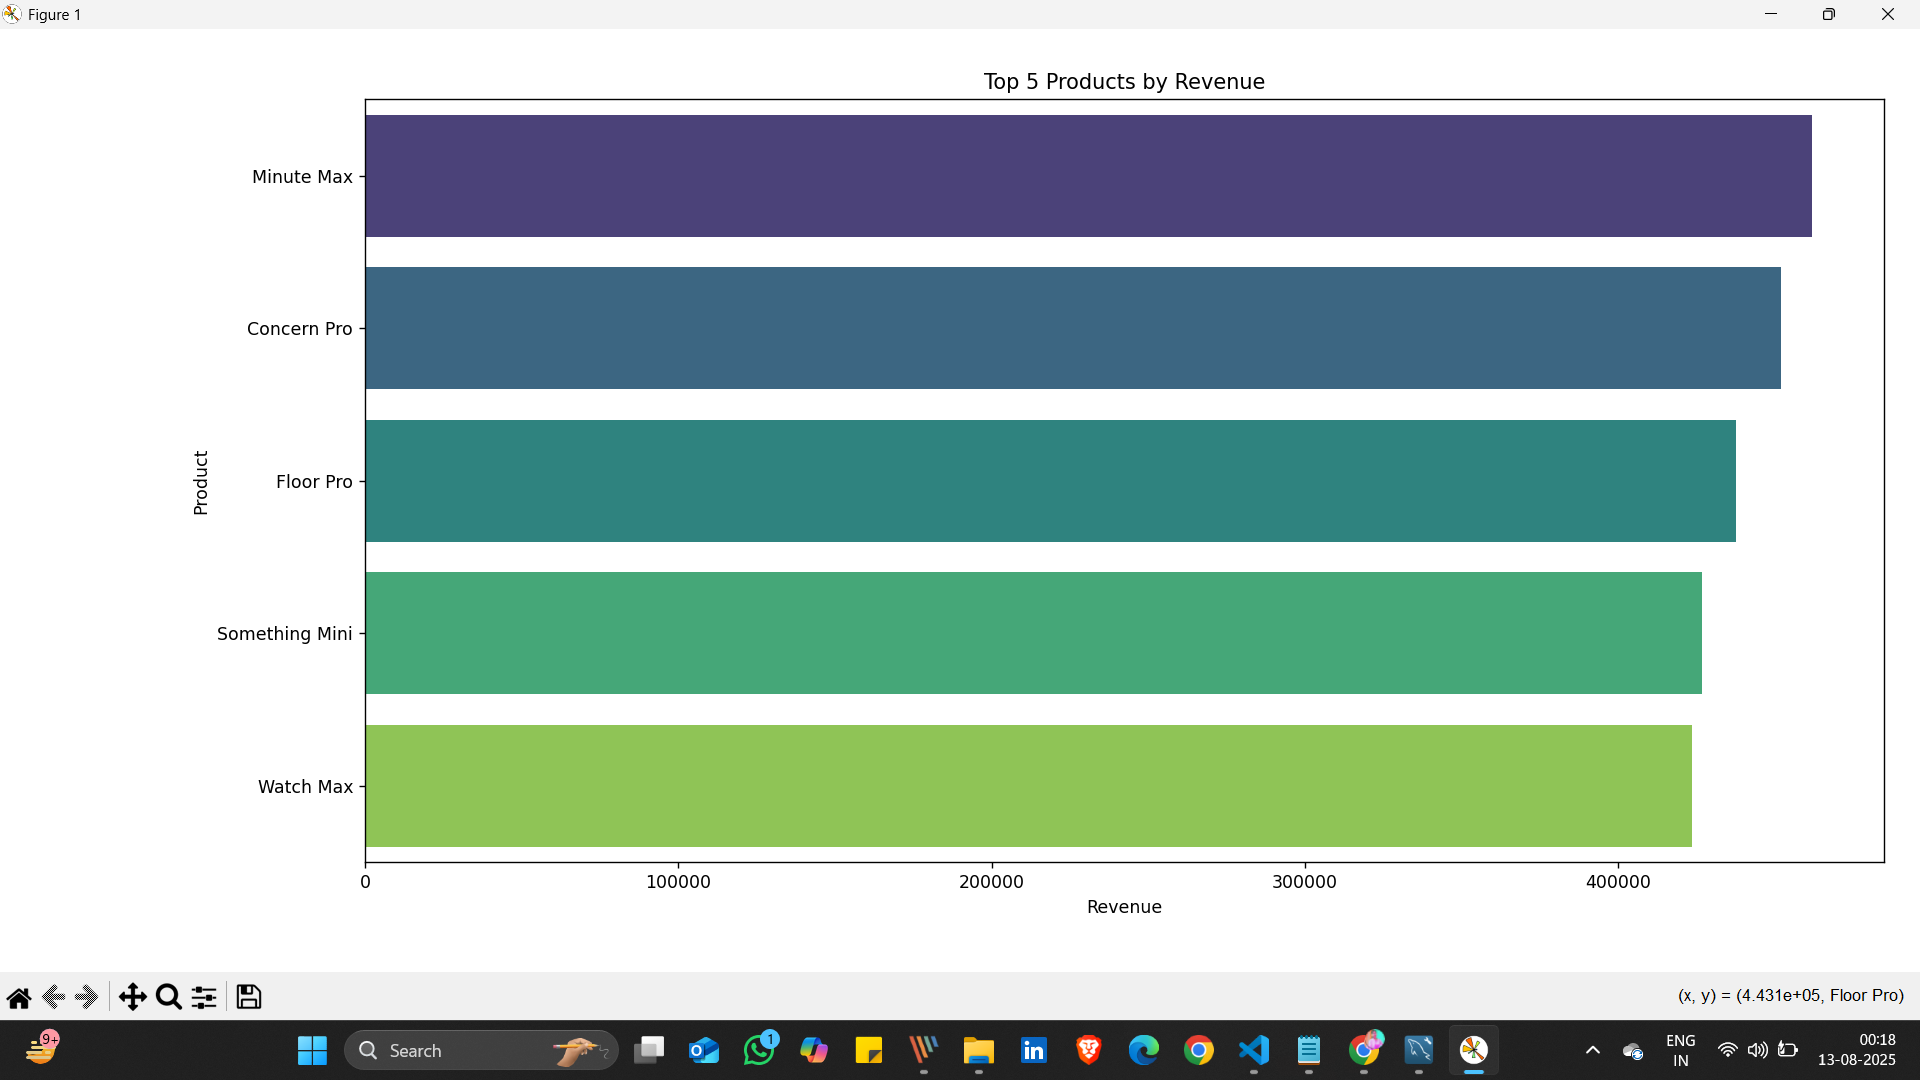 Figure 1
Top 5 Products by Revenue
Minute Max
Concern Pro
Floor Pro
Something Mini
Watch Max
Product
0 100000 200000 300000 400000
Revenue
(x, y) = (4.431e+05, Floor Pro)
9+
Search
1
ENG
IN
00:18
13-08-2025